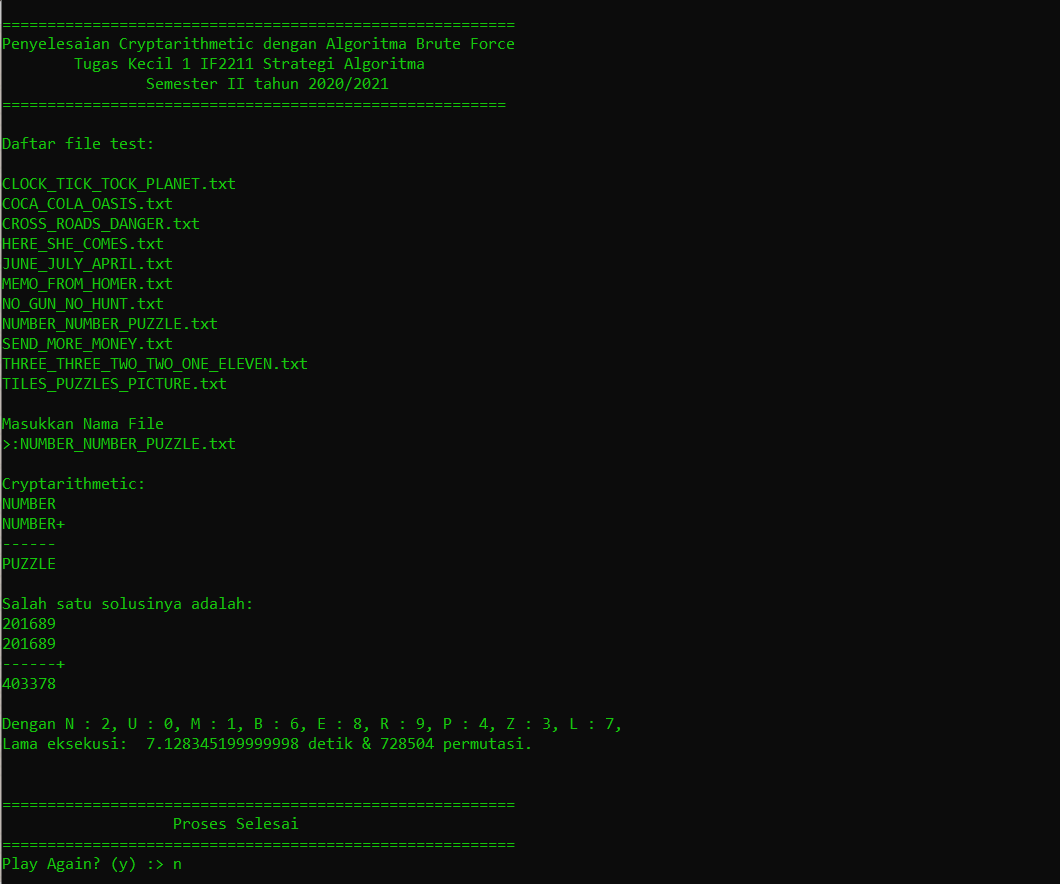 =========================================================
Penyelesaian Cryptarithmetic dengan Algoritma Brute Force
        Tugas Kecil 1 IF2211 Strategi Algoritma
                Semester II tahun 2020/2021
========================================================
Daftar file test:
CLOCK_TICK_TOCK_PLANET.txt
COCA_COLA_OASIS.txt
CROSS_ROADS_DANGER.txt
HERE_SHE_COMES.txt
JUNE_JULY_APRIL.txt
MEMO_FROM_HOMER.txt
NO_GUN_NO_HUNT.txt
NUMBER_NUMBER_PUZZLE.txt
SEND_MORE_MONEY.txt
THREE_THREE_TWO_TWO_ONE_ELEVEN.txt
TILES_PUZZLES_PICTURE.txt
Masukkan Nama File
>:NUMBER_NUMBER_PUZZLE.txt
Cryptarithmetic:
NUMBER
NUMBER+
------
PUZZLE
Salah satu solusinya adalah:
201689
201689
------+
403378
Dengan N : 2, U : 0, M : 1, B : 6, E : 8, R : 9, P : 4, Z : 3, L : 7,
Lama eksekusi:  7.128345199999998 detik & 728504 permutasi.
=========================================================
                   Proses Selesai
=========================================================
Play Again? (y) :> n